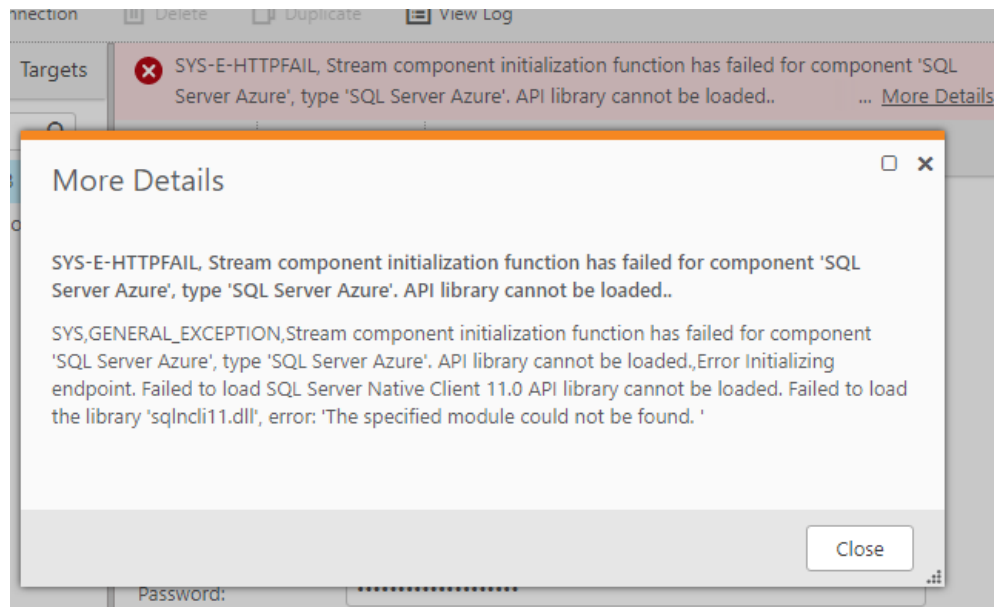 nnection Delete Duplicate View Log
Targets
SYS-E-HTTPFAIL, Stream component initialization function has failed for component 'SQL
Server Azure', type 'SQL Server Azure'. API library cannot be loaded.. ... More Details
More Details
SYS-E-HTTPFAIL, Stream component initialization function has failed for component 'SQL
Server Azure', type 'SQL Server Azure'. API library cannot be loaded..
SYS,GENERAL_EXCEPTION,Stream component initialization function has failed for component
'SQL Server Azure', type 'SQL Server Azure'. API library cannot be loaded.,Error Initializing
endpoint. Failed to load SQL Server Native Client 11.0 API library cannot be loaded. Failed to load
the library 'sqlncli11.dll', error: 'The specified module could not be found. '
Close
Password: